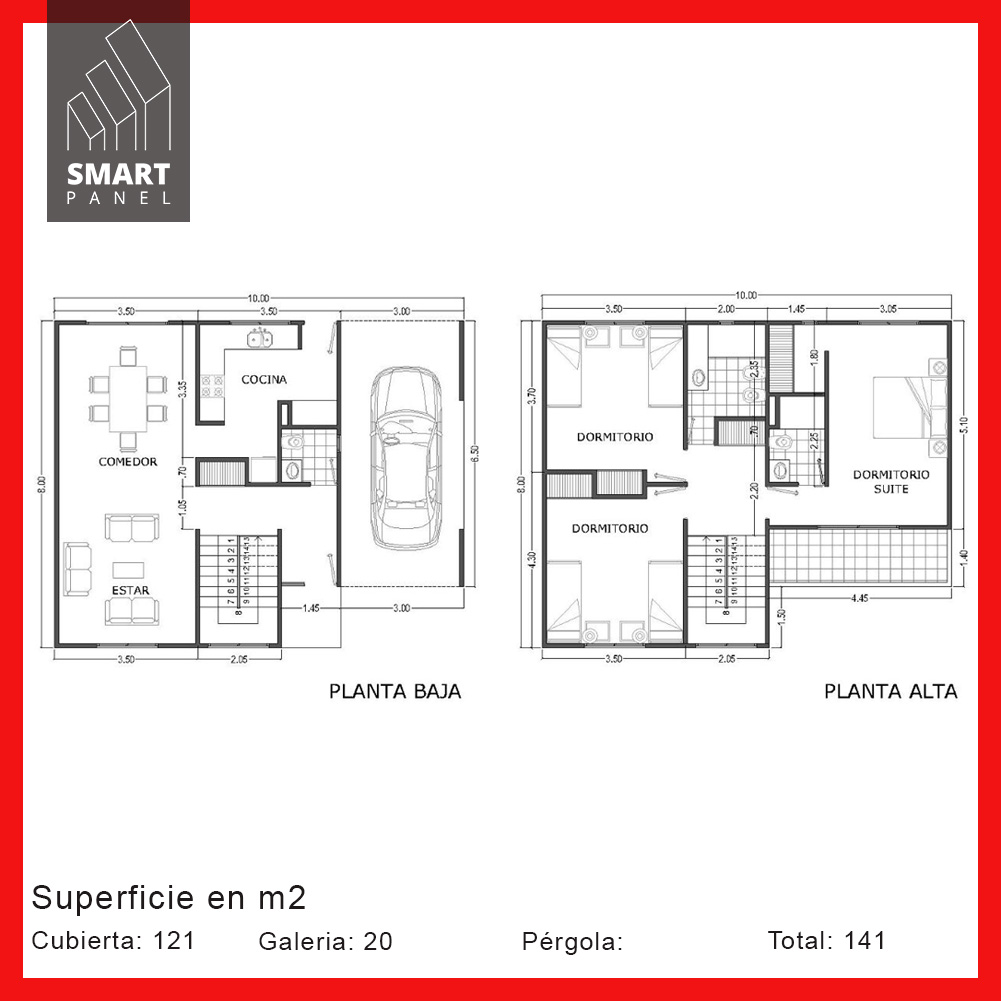 SMART
PANEL
10.00
3.50 3.50 3.00
8.00
3.35
COCINA
COMEDOR
.70
1.05
6.50
ESTAR
1 2 3 4 5 6 7 8 9 10 11 12 13 14 15
1.45 3.00
3.50 2.05
PLANTA BAJA
10.00
3.50 2.00 1.45 3.05
3.70
2.35
1.80
5.10
DORMITORIO
.70
2.25
DORMITORIO
SUITE
8.00
2.20
DORMITORIO
4.30
1 2 3 4 5 6 7 8 9 10 11 12 13 14 15
1.40
4.45
1.50
3.50 2.05
PLANTA ALTA
Superficie en m2
Cubierta: 121 Galeria: 20 Pérgola: Total: 141